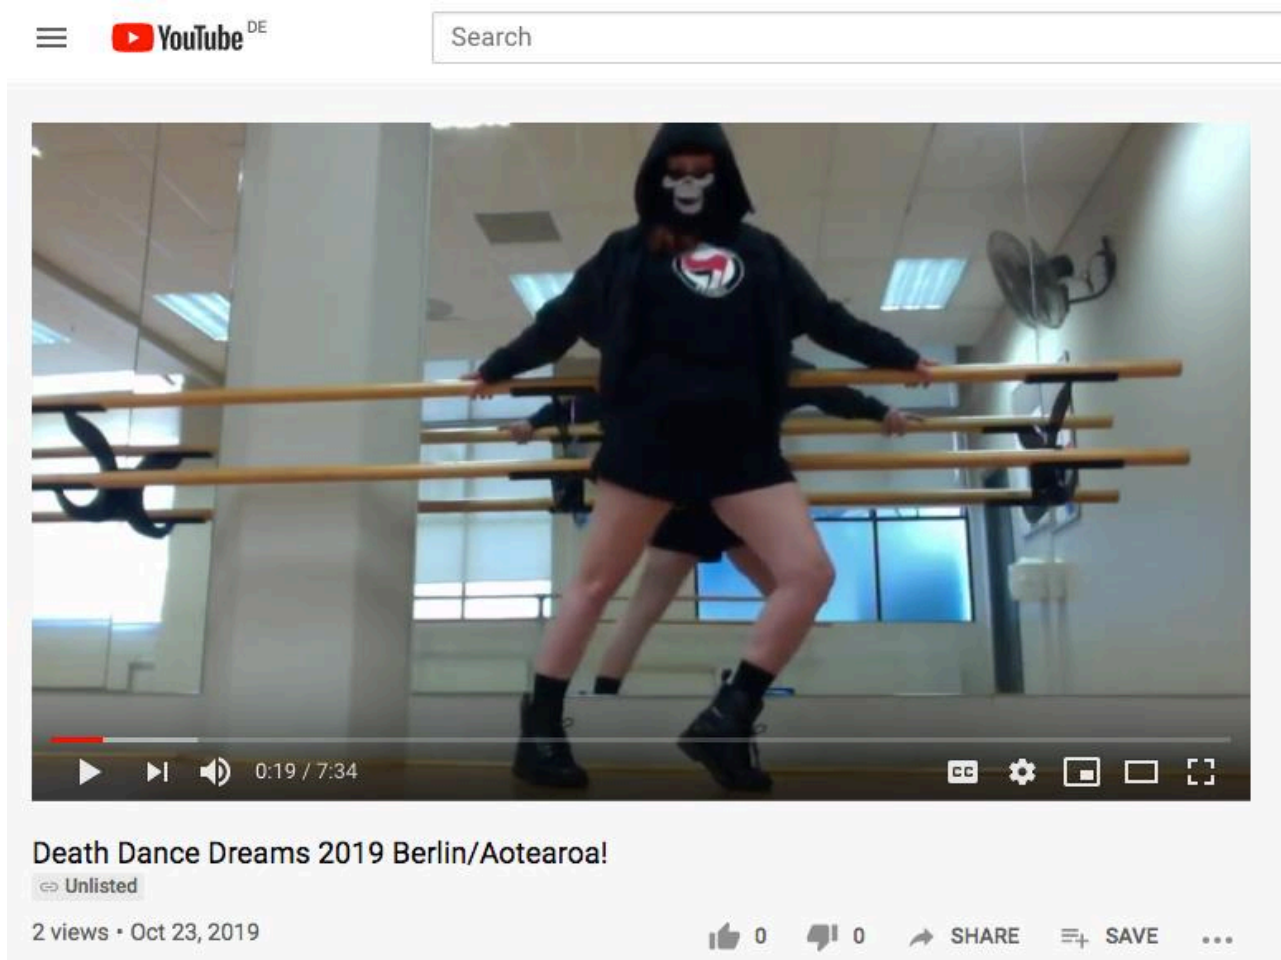 YouTube DE
Search
0:19 / 7:34
CC
Death Dance Dreams 2019 Berlin/Aotearoa!
Unlisted
2 views • Oct 23, 2019
0 0 SHARE SAVE